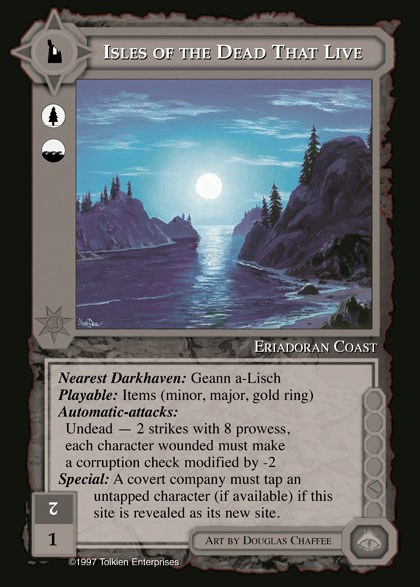 Isles of the Dead That Live
Eriadoran Coast
Nearest Darkhaven: Geann a-Lisch
Playable: Items (minor, major, gold ring)
Automatic-attacks:
Undead — 2 strikes with 8 prowess,
each character wounded must make
a corruption check modified by -2
Special: A covert company must tap an
untapped character (if available) if this
site is revealed as its new site.
2
1
Art by Douglas Chaffee
©1997 Tolkien Enterprises